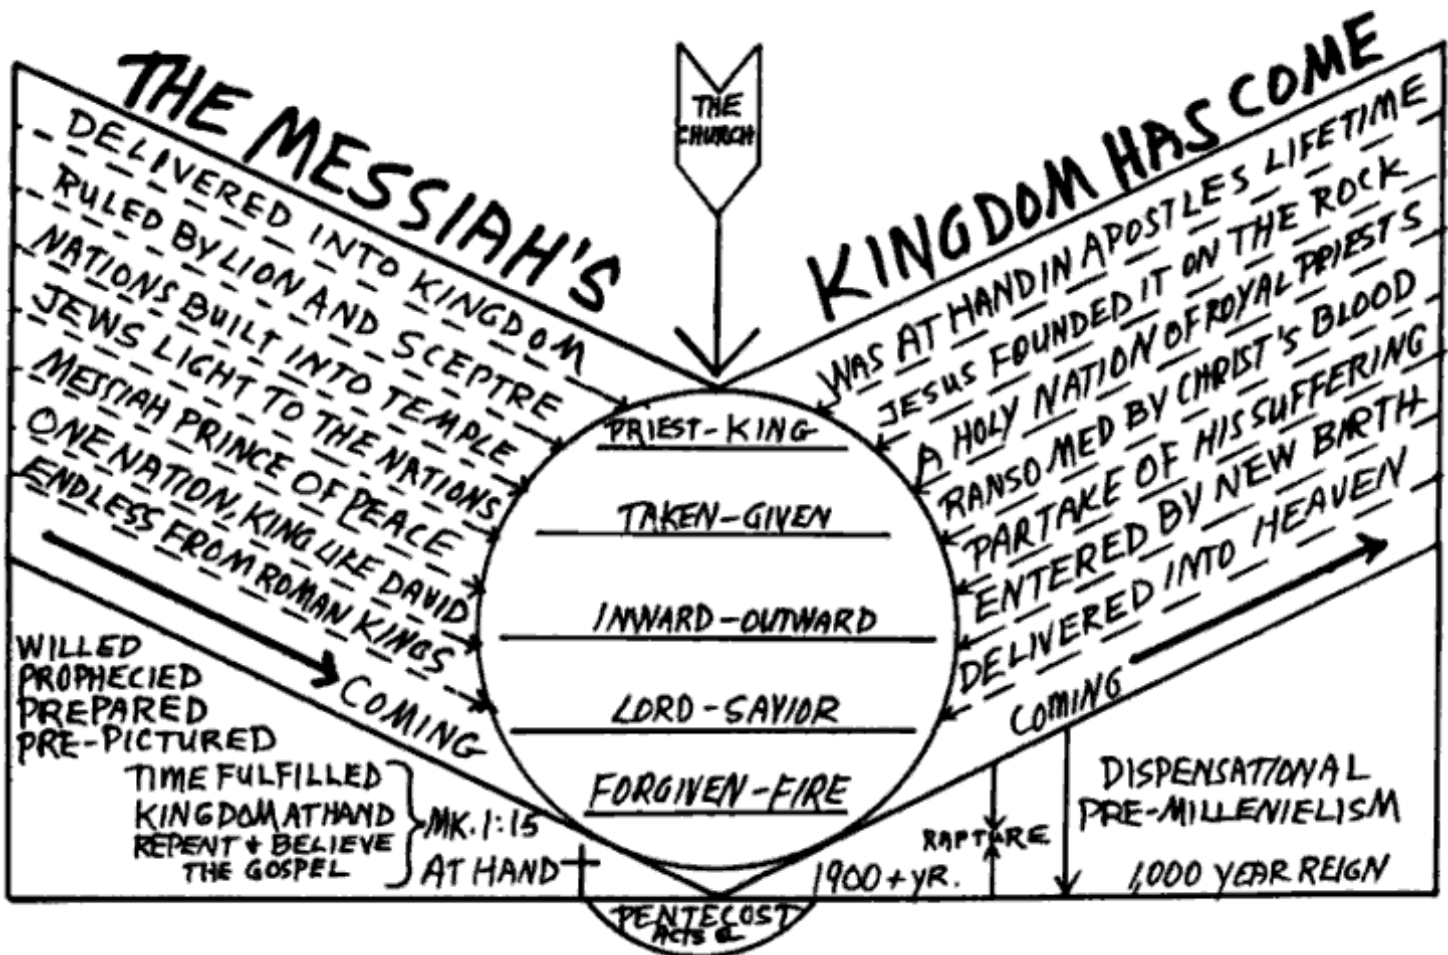 THE MESSIAH'S
KINGDOM HAS COME
THE
CHURCH
DELIVERED INTO KINGDOM
RULED BY LION AND SCEPTRE
NATIONS BUILT INTO TEMPLE
JEWS LIGHT TO THE NATIONS
MESSIAH PRINCE OF PEACE
ONE NATION, KING LIKE DAVID
ENDLESS FROM ROMAN KINGS
COMING
WAS AT HAND IN APOSTLES LIFETIME
JESUS FOUNDED IT ON THE ROCK
A HOLY NATION OF ROYAL PRIESTS
RANSOMED BY CHRIST'S BLOOD
PARTAKE OF HIS SUFFERING
ENTERED BY NEW BIRTH
DELIVERED INTO HEAVEN
COMING
PRIEST-KING
TAKEN-GIVEN
INWARD-OUTWARD
LORD-SAVIOR
FORGIVEN-FIRE
WILLED
PROPHECIED
PREPARED
PRE-PICTURED
TIME FULFILLED
KINGDOM AT HAND
REPENT + BELIEVE
THE GOSPEL
MK. 1:15
AT HAND
PENTECOST
ACTS 2
1900 + YR.
RAPTURE
DISPENSATIONAL
PRE-MILLENIELISM
1,000 YEAR REIGN